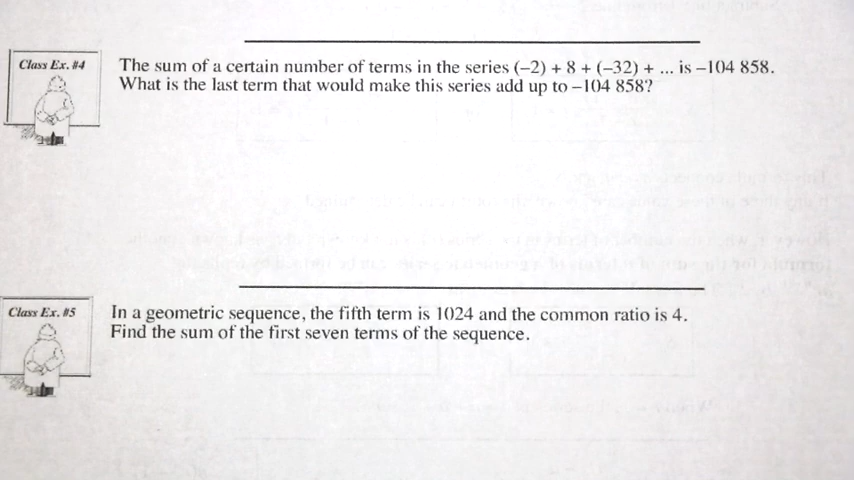 Class Ex. #4
The sum of a certain number of terms in the series (–2) + 8 + (–32) + ... is –104 858.
What is the last term that would make this series add up to –104 858?
Class Ex. #5
In a geometric sequence, the fifth term is 1024 and the common ratio is 4.
Find the sum of the first seven terms of the sequence.